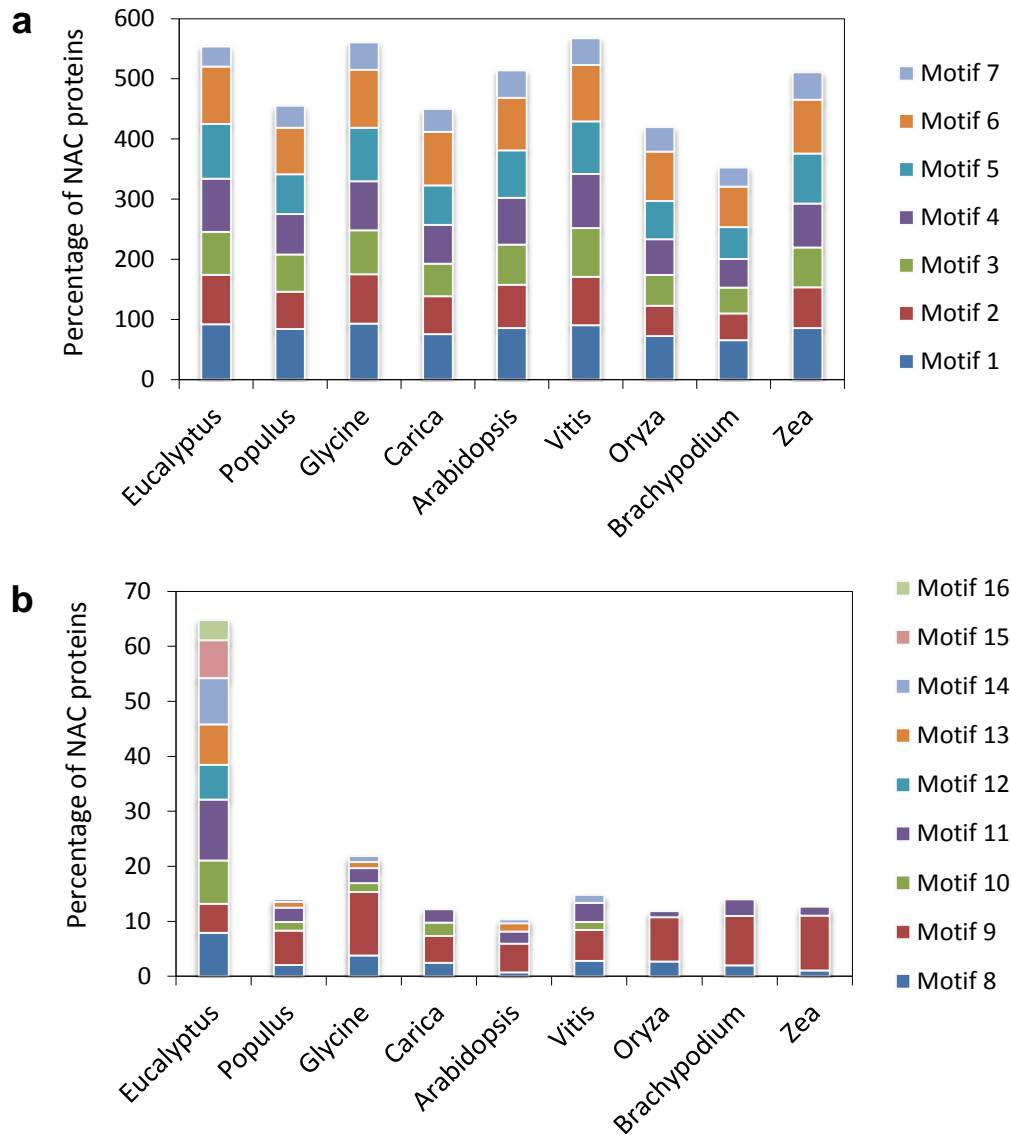 a
Percentage of NAC proteins
600
500
400
300
200
100
0
Eucalyptus
Populus
Glycine
Carica
Arabidopsis
Vitis
Oryza
Brachypodium
Zea
Motif 7
Motif 6
Motif 5
Motif 4
Motif 3
Motif 2
Motif 1
b
Percentage of NAC proteins
70
60
50
40
30
20
10
0
Eucalyptus
Populus
Glycine
Carica
Arabidopsis
Vitis
Oryza
Brachypodium
Zea
Motif 16
Motif 15
Motif 14
Motif 13
Motif 12
Motif 11
Motif 10
Motif 9
Motif 8